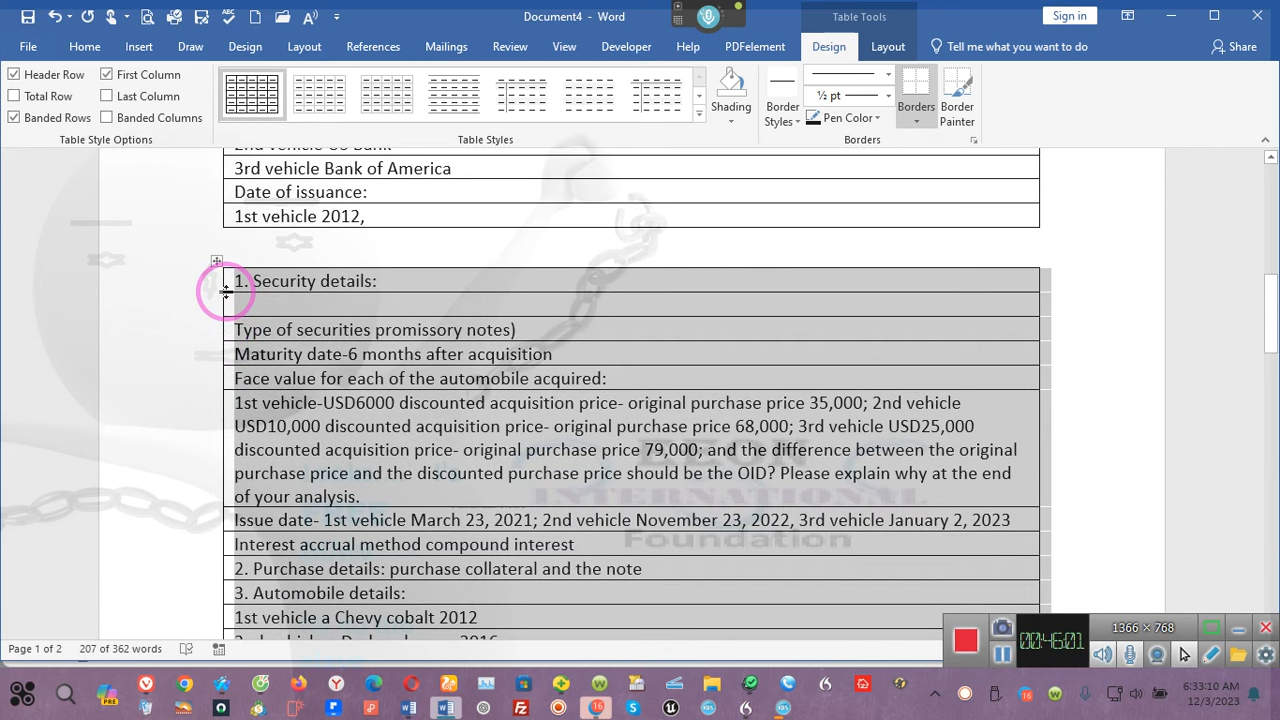 Document4 - Word
Table Tools
Sign in
File Home Insert Draw Design Layout References Mailings Review View Developer Help PDFelement Design Layout Tell me what you want to do Share
Header Row First Column
Total Row Last Column
Banded Rows Banded Columns
Table Style Options
Table Styles
Shading
Border Styles
½ pt
Pen Color
Borders
Border Painter
Borders
2nd vehicle US Bank
3rd vehicle Bank of America
Date of issuance:
1st vehicle 2012,
1. Security details:
Type of securities promissory notes)
Maturity date-6 months after acquisition
Face value for each of the automobile acquired:
1st vehicle-USD6000 discounted acquisition price- original purchase price 35,000; 2nd vehicle
USD10,000 discounted acquisition price- original purchase price 68,000; 3rd vehicle USD25,000
discounted acquisition price- original purchase price 79,000; and the difference between the original
purchase price and the discounted purchase price should be the OID? Please explain why at the end
of your analysis.
Issue date- 1st vehicle March 23, 2021; 2nd vehicle November 23, 2022, 3rd vehicle January 2, 2023
Interest accrual method compound interest
2. Purchase details: purchase collateral and the note
3. Automobile details:
1st vehicle a Chevy cobalt 2012
INTERNATIONAL
Foundation
1366 × 768
00:46:01
Page 1 of 2 207 of 362 words
6:33:10 AM
12/3/2023